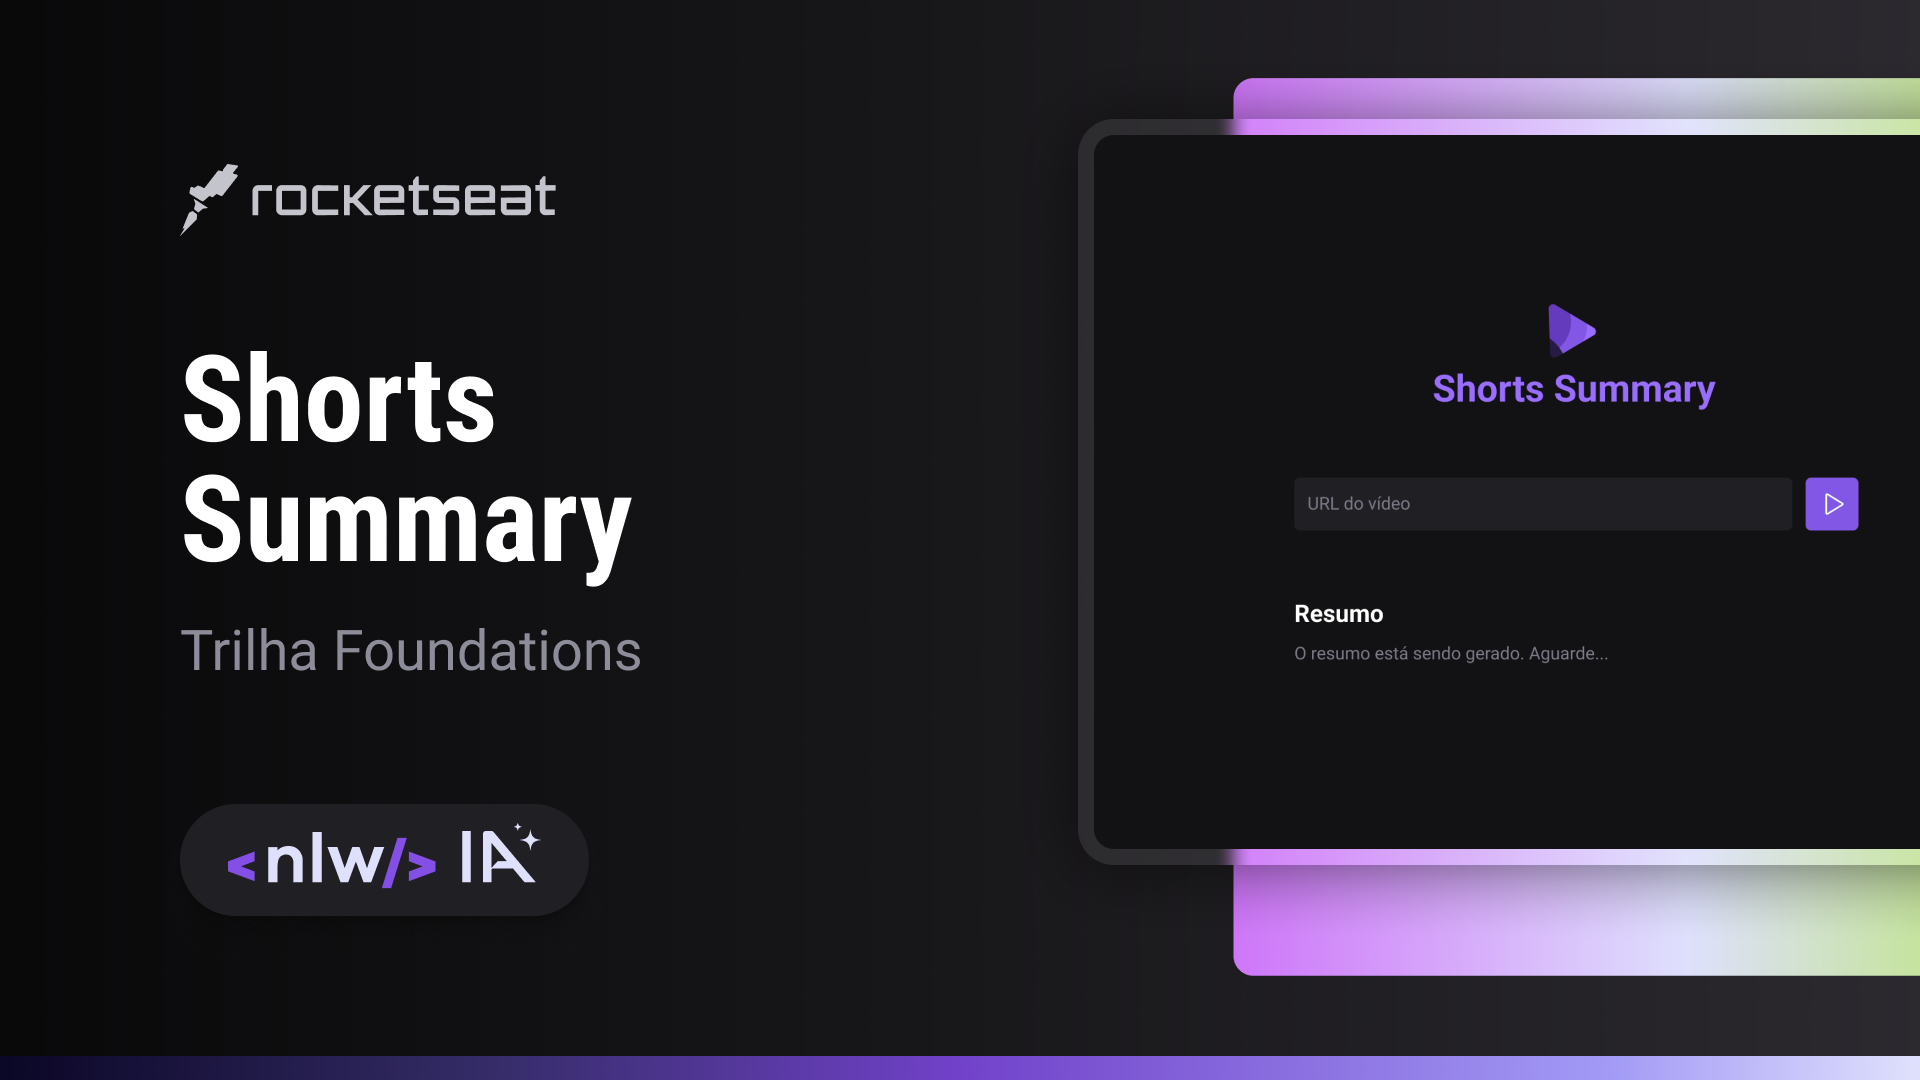 rocketseat
Shorts
Summary
Trilha Foundations
<nlw/> IA
Shorts Summary
URL do vídeo
Resumo
O resumo está sendo gerado. Aguarde...